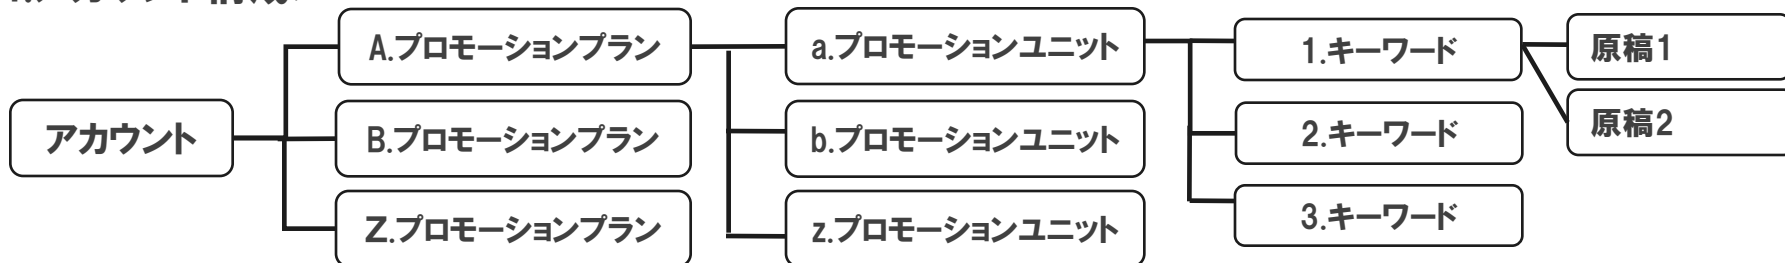 アカウント
A.プロモーションプラン
B.プロモーションプラン
Z.プロモーションプラン
a.プロモーションユニット
b.プロモーションユニット
z.プロモーションユニット
1.キーワード
2.キーワード
3.キーワード
原稿1
原稿2